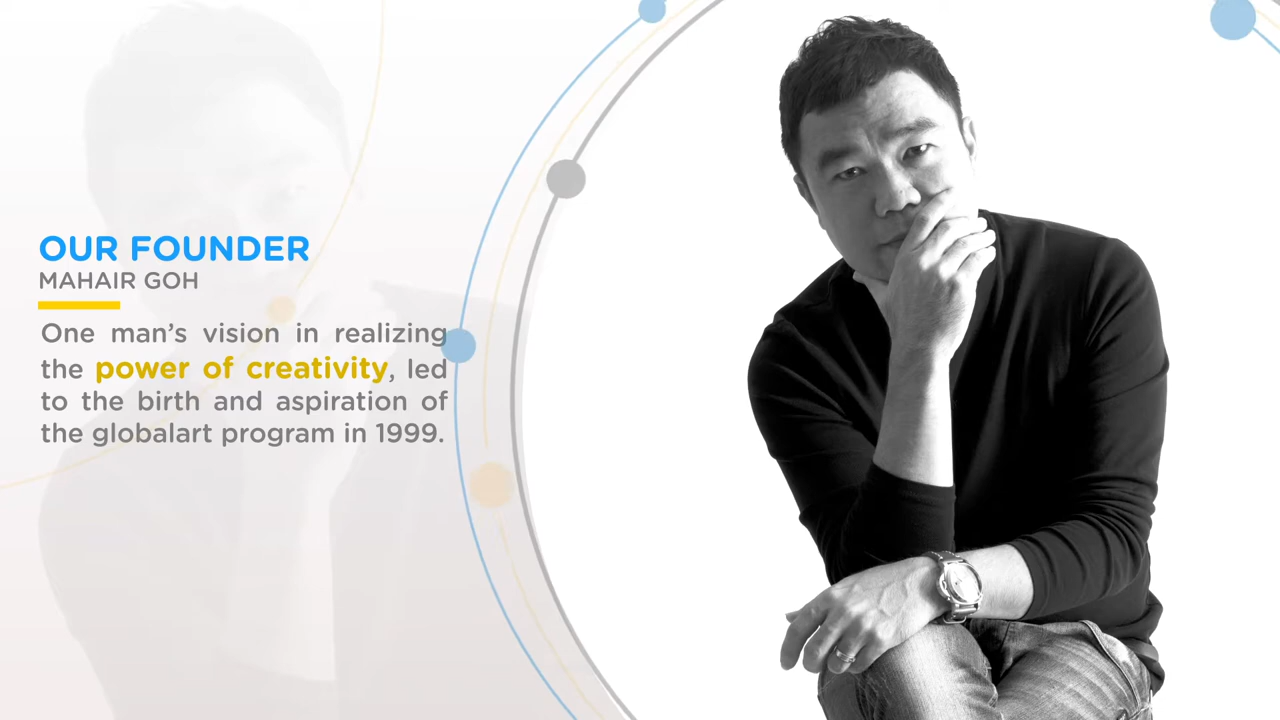 OUR FOUNDER
MAHAIR GOH
One man's vision in realizing
the power of creativity, led
to the birth and aspiration of
the globalart program in 1999.